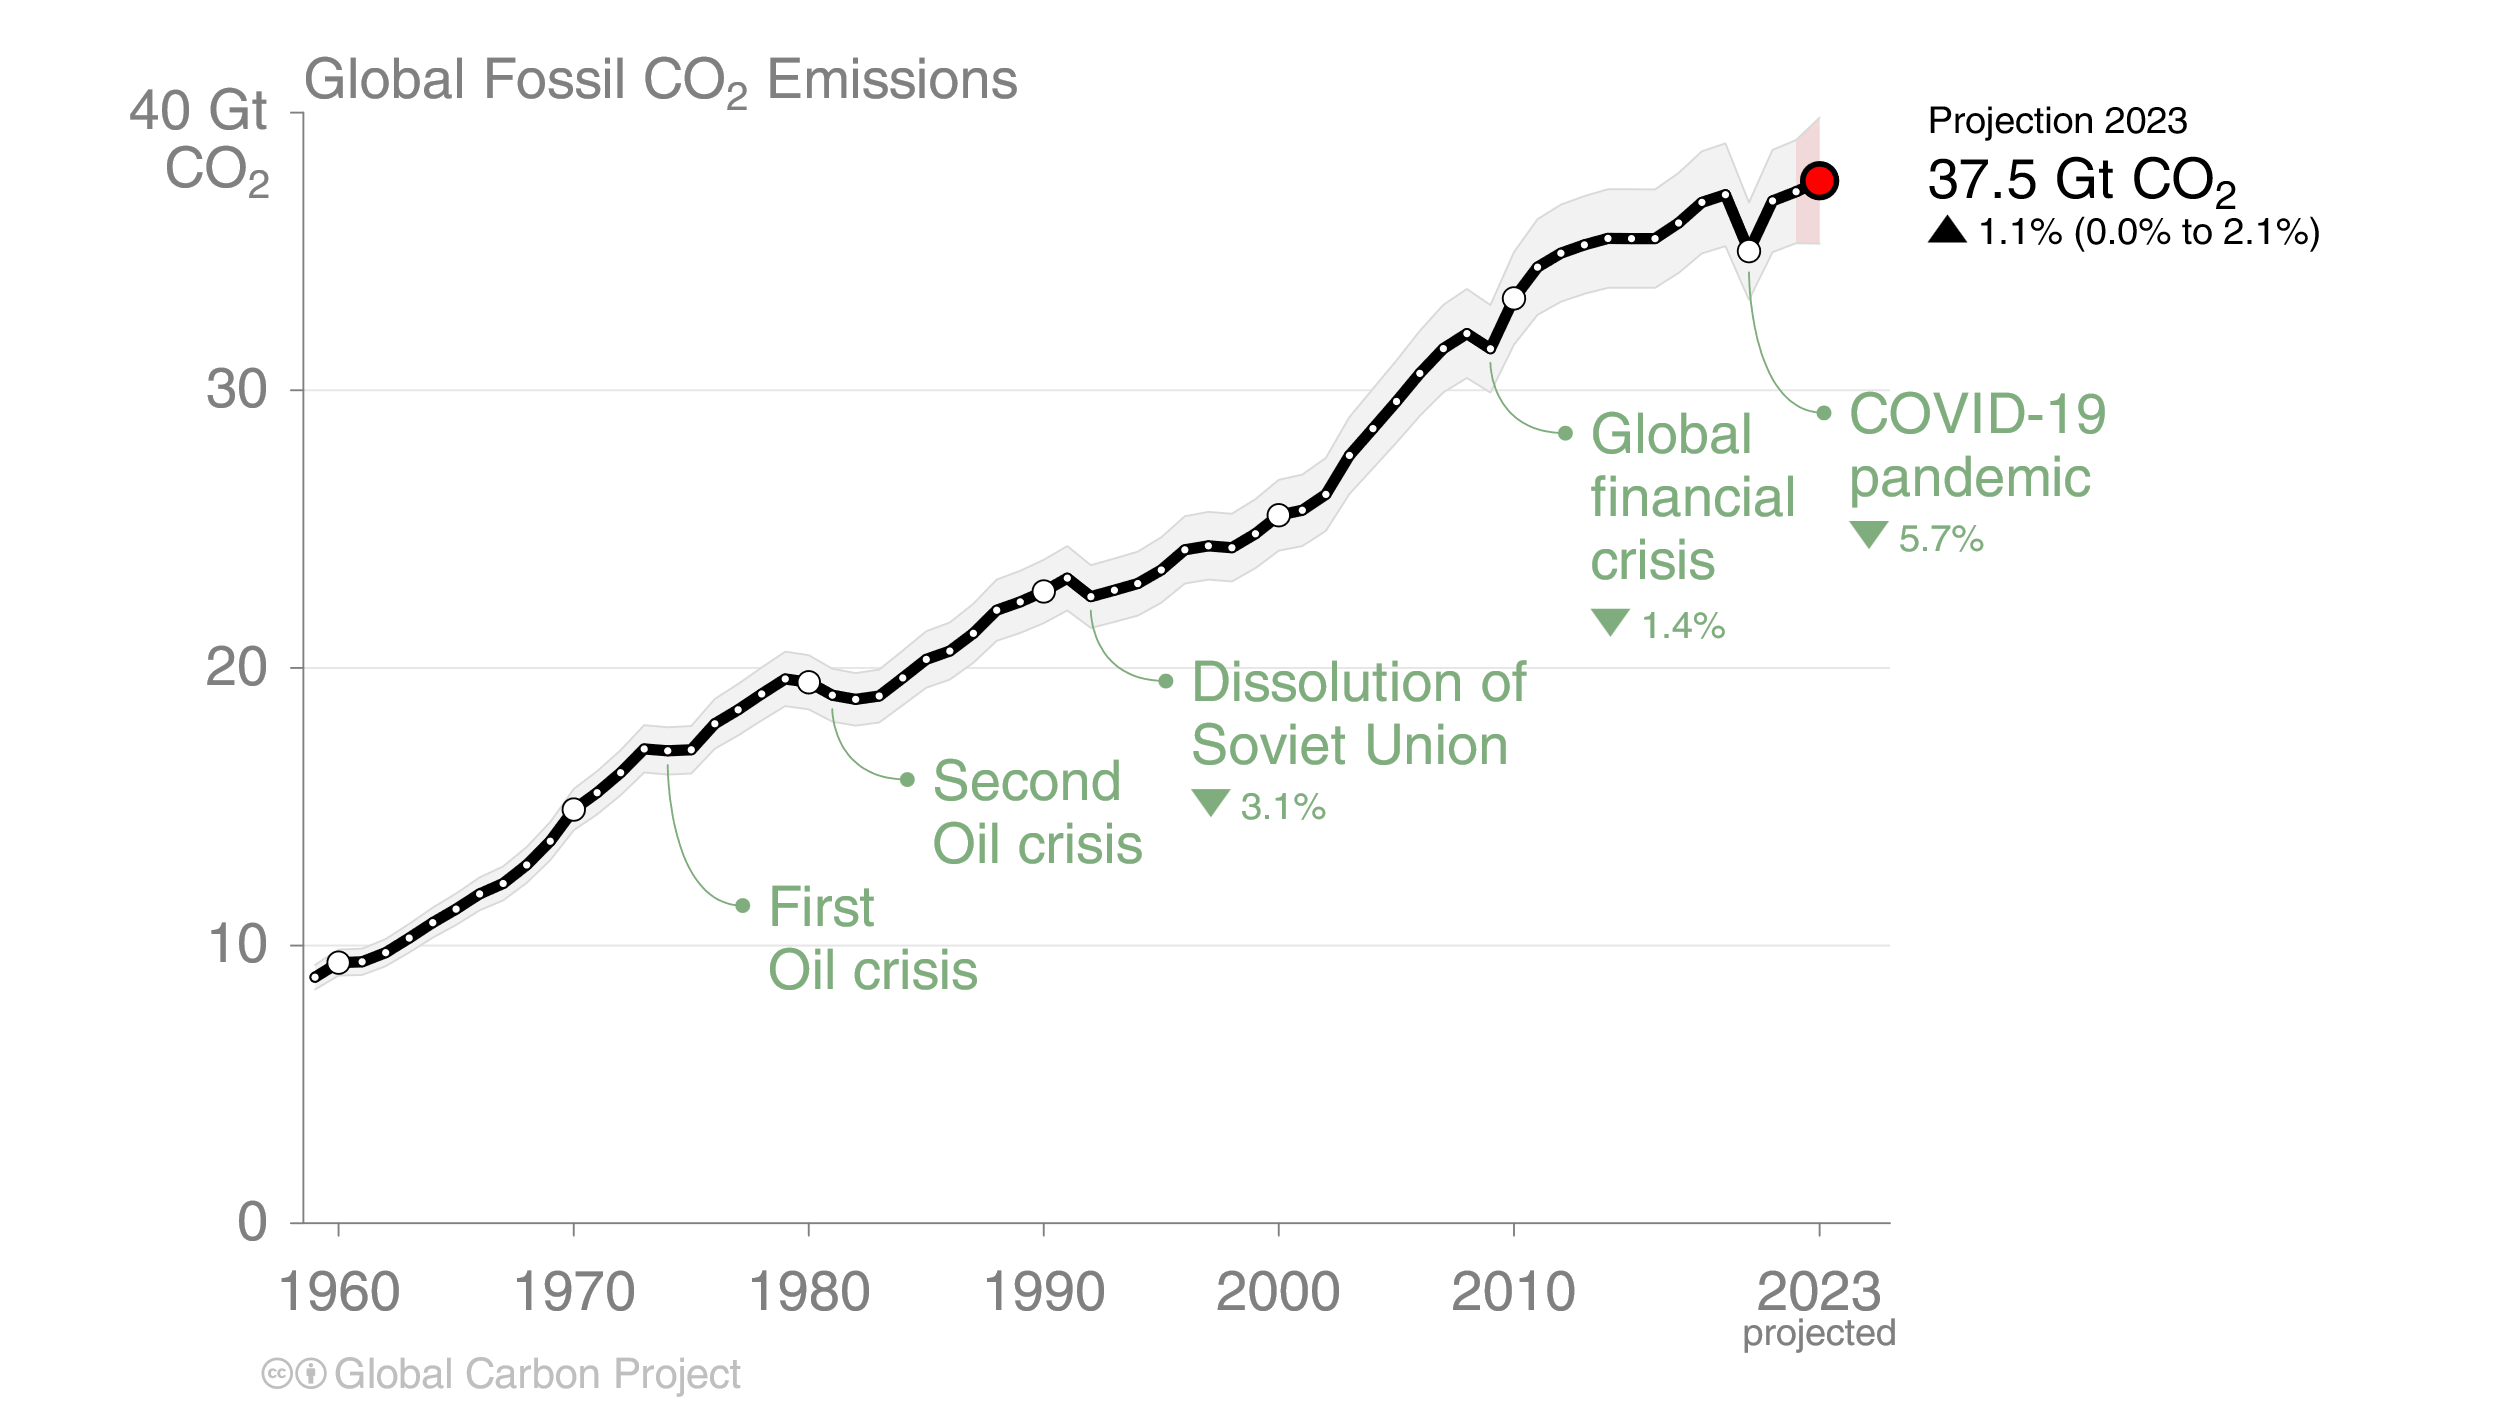 Global Fossil CO₂ Emissions
40 Gt
CO₂
30
20
10
0
1960
1970
1980
1990
2000
2010
2023
projected
Projection 2023
37.5 Gt CO₂
▲ 1.1% (0.0% to 2.1%)
COVID-19
pandemic
▼ 5.7%
Global
financial
crisis
▼ 1.4%
Dissolution of
Soviet Union
▼ 3.1%
Second
Oil crisis
First
Oil crisis
cc Global Carbon Project